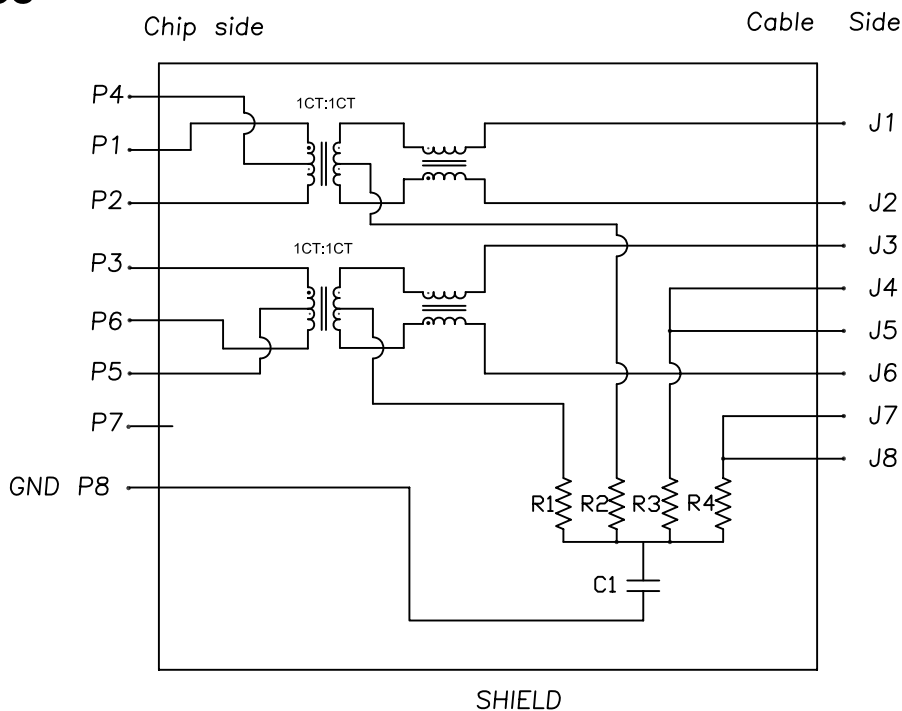 Chip side
Cable Side
P4
1CT:1CT
P1
J1
P2
J2
1CT:1CT
P3
J3
J4
P6
J5
P5
J6
P7
J7
J8
GND P8
R1
R2
R3
R4
C1
SHIELD